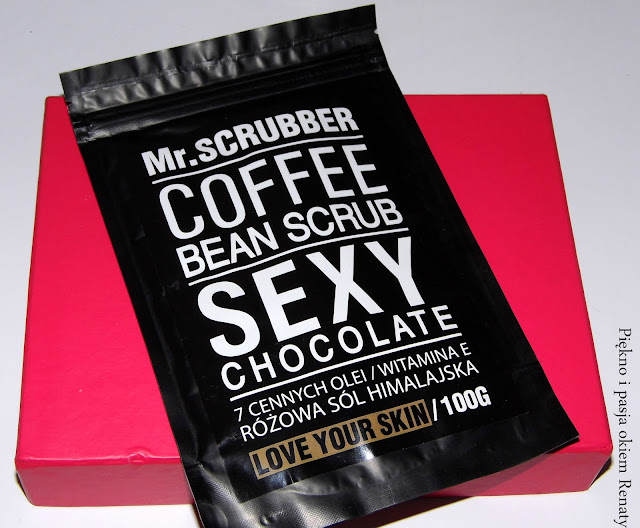 Mr.SCRUBBER
COFFEE
BEAN SCRUB
SEXY
CHOCOLATE
7 CENNYCH OLEI / WITAMINA E
RÓŻOWA SÓL HIMALAJSKA
LOVE YOUR SKIN / 100G
Piękno i pasja okiem Renaty